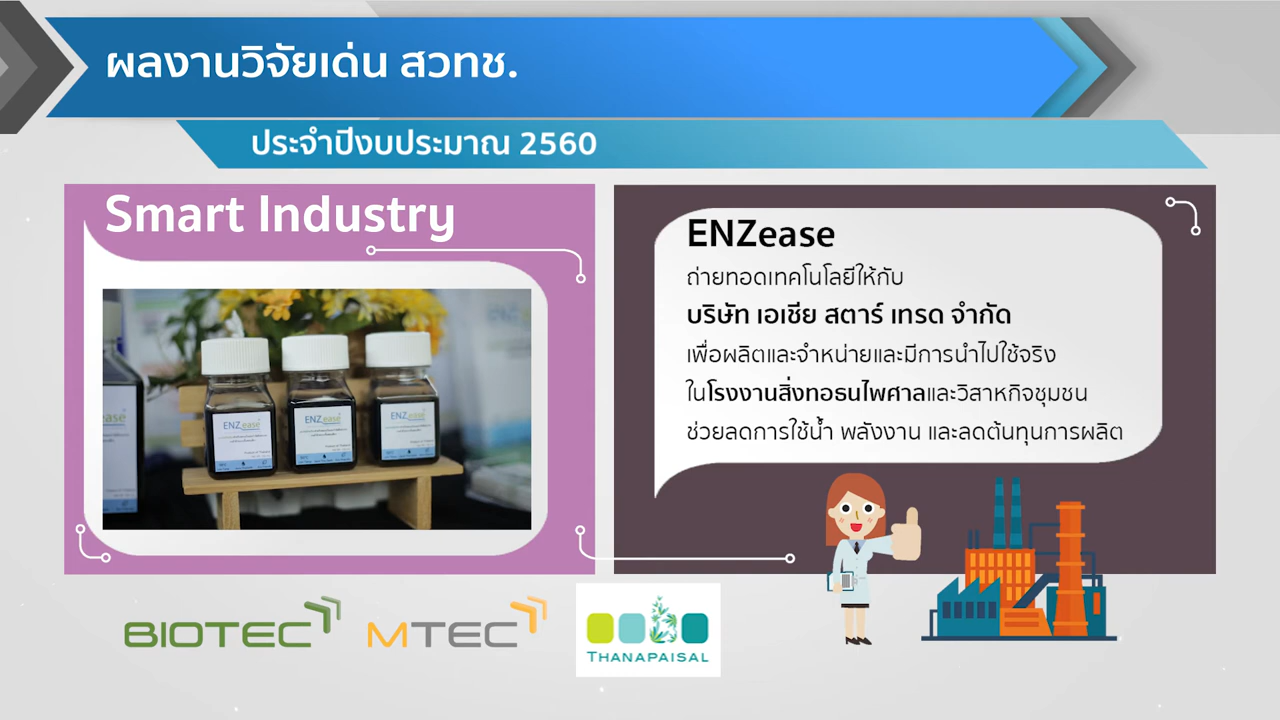 ผลงานวิจัยเด่น สวทช.
ประจำปีงบประมาณ 2560
Smart Industry
ENZease
ถ่ายทอดเทคโนโลยีให้กับ
บริษัท เอเชีย สตาร์ เทรด จำกัด
เพื่อผลิตและจำหน่ายและมีการนำไปใช้จริง
ในโรงงานสิ่งทอธนไพศาลและวิสาหกิจชุมชน
ช่วยลดการใช้น้ำ พลังงาน และลดต้นทุนการผลิต
ease
ENZease
ENZease
ENZease
BIOTEC
MTEC
THANAPAISAL